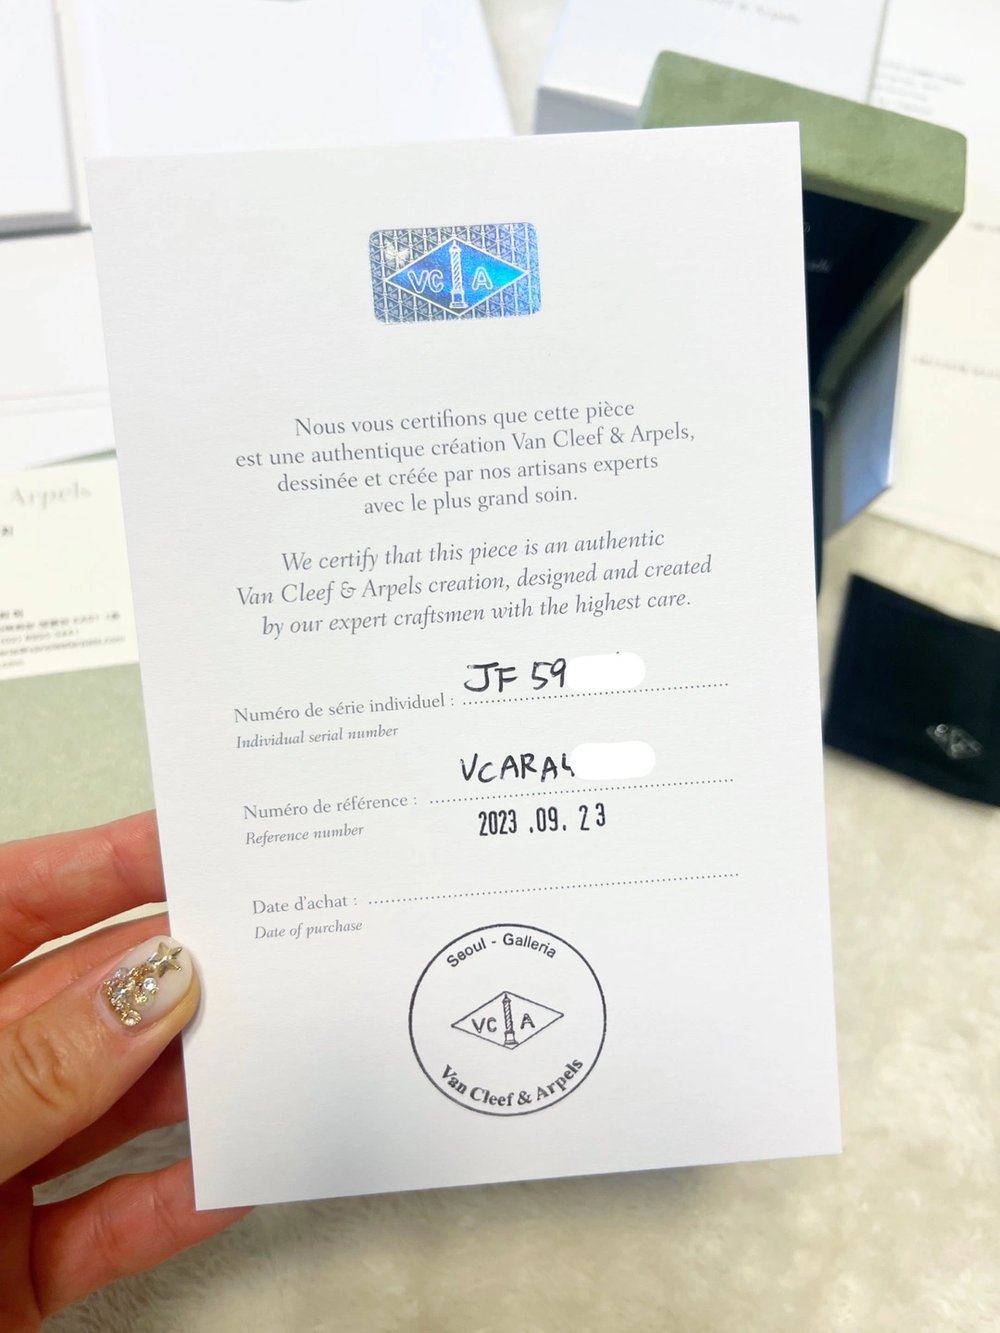 VC A
Nous vous certifions que cette pièce
est une authentique création Van Cleef & Arpels,
dessinée et créée par nos artisans experts
avec le plus grand soin.
We certify that this piece is an authentic
Van Cleef & Arpels creation, designed and created
by our expert craftsmen with the highest care.
JF 59
Numéro de série individuel :
Individual serial number
VCARA4
Numéro de référence :
Reference number
2023 .09. 23
Date d'achat :
Date of purchase
Seoul - Galleria
VC A
Van Cleef & Arpels
Arpels